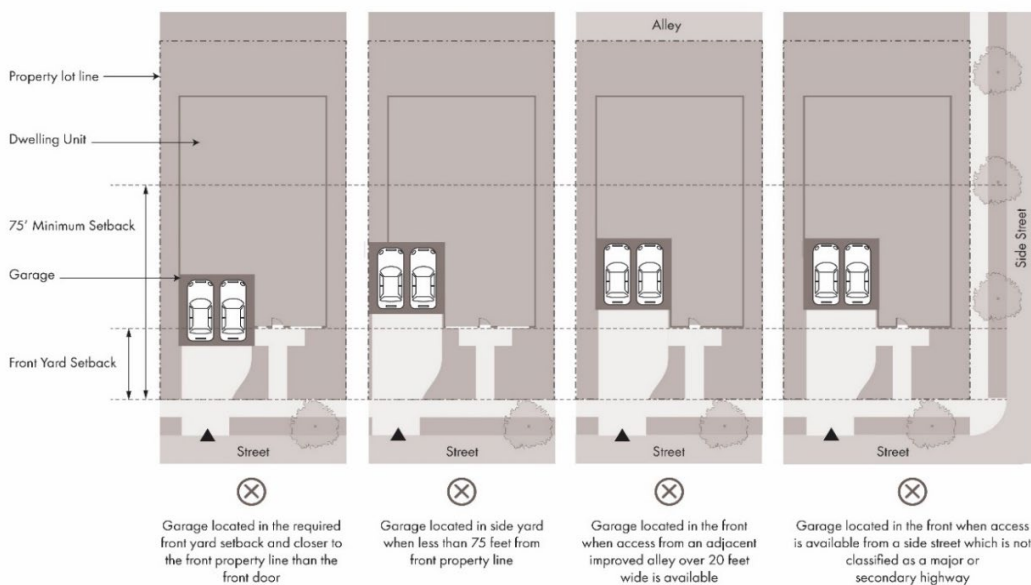 Alley
Property lot line
Dwelling Unit
75' Minimum Setback
Garage
Front Yard Setback
Side Street
Street
Street
Street
Street
Garage located in the required
front yard setback and closer to
the front property line than the
front door
Garage located in side yard
when less than 75 feet from
front property line
Garage located in the front
when access from an adjacent
improved alley over 20 feet
wide is available
Garage located in the front when access
is available from a side street which is not
classified as a major or
secondary highway